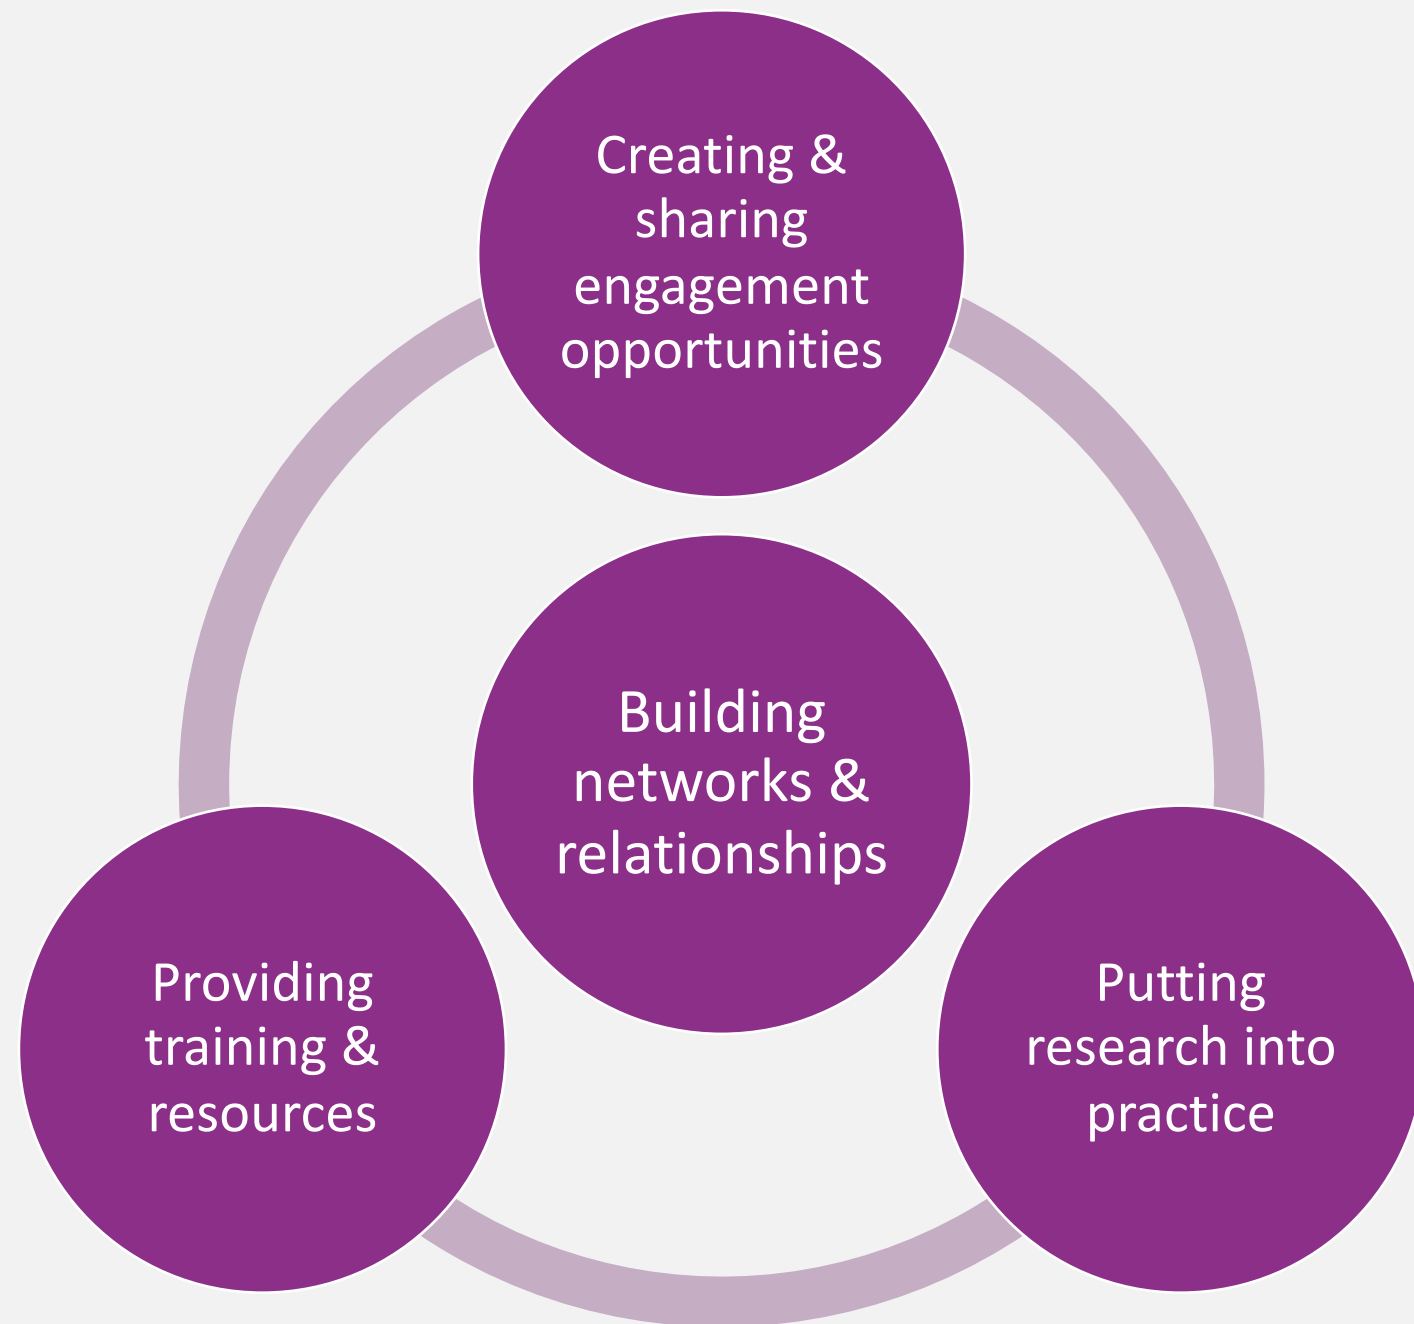 Creating &
sharing
engagement
opportunities
Building
networks &
relationships
Providing
training &
resources
Putting
research into
practice